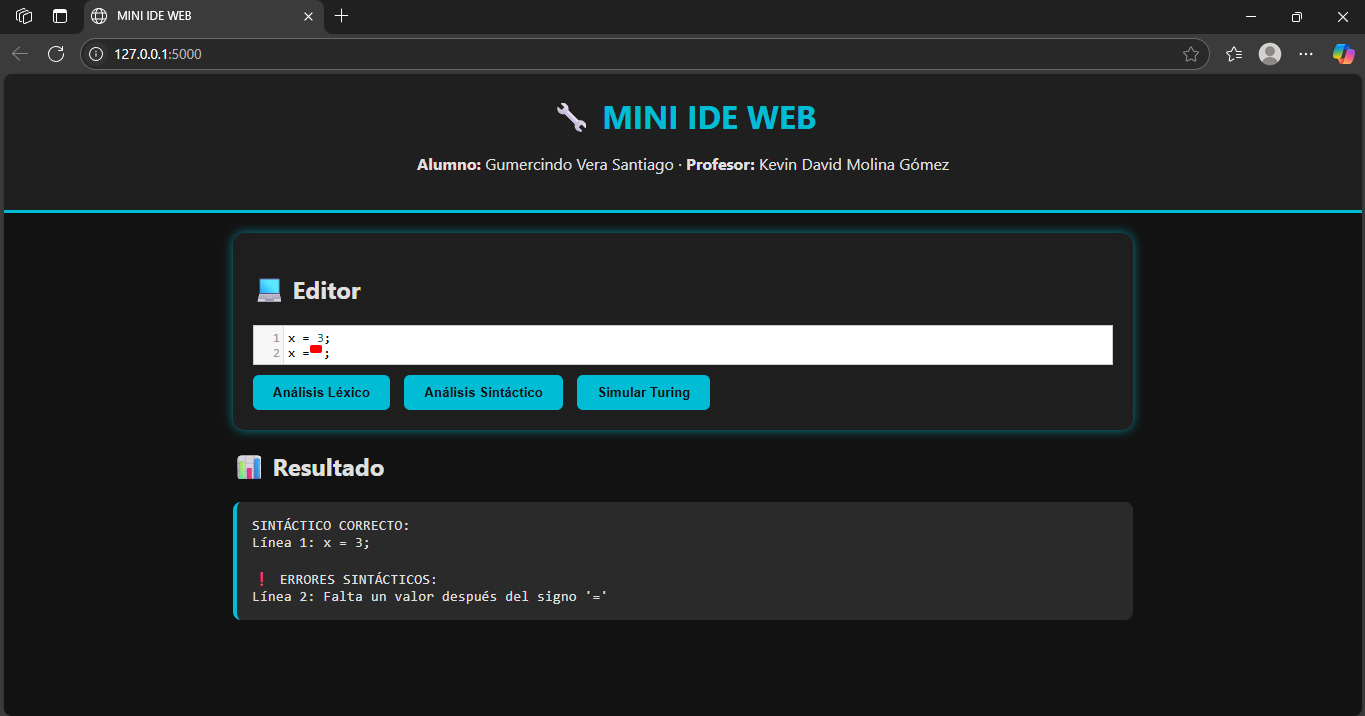 MINI IDE WEB
127.0.0.1:5000
MINI IDE WEB
Alumno: Gumercindo Vera Santiago · Profesor: Kevin David Molina Gómez
Editor
1 x = 3;
2 x = ;
Análisis Léxico Análisis Sintáctico Simular Turing
Resultado
SINTÁCTICO CORRECTO:
Línea 1: x = 3;
❗ ERRORES SINTÁCTICOS:
Línea 2: Falta un valor después del signo '='